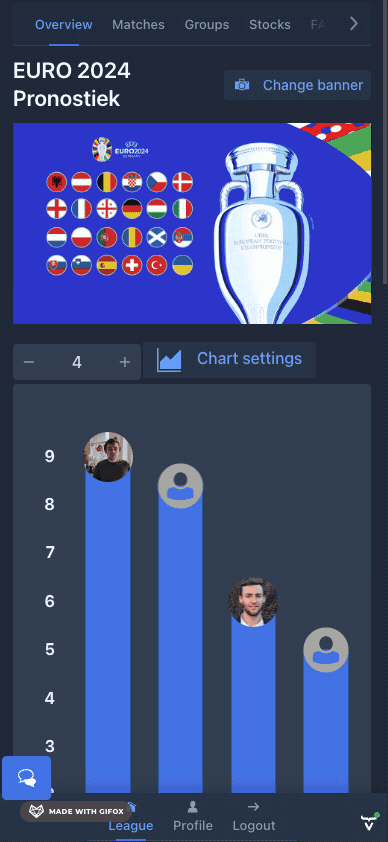 Overview Matches Groups Stocks FA
EURO 2024
Pronostiek
Change banner
UEFA
EURO2024
GERMANY
UEFA
EUROPEAN FOOTBALL
CHAMPIONSHIP
− 4 +
Chart settings
9
8
7
6
5
4
3
MADE WITH GIFOX
League Profile Logout